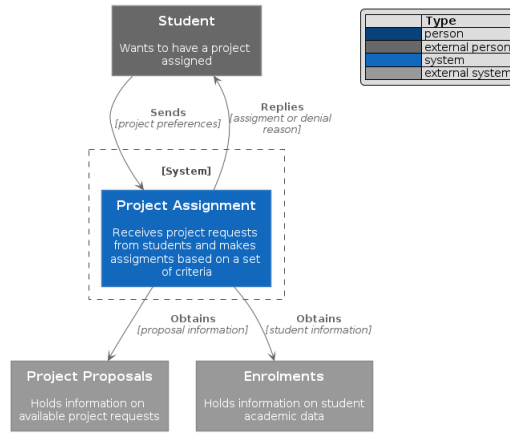 Student
Wants to have a project
assigned
Type
person
external person
system
external system
Sends
[project preferences]
Replies
[assigment or denial
reason]
[System]
Project Assignment
Receives project requests
from students and makes
assigments based on a set
of criteria
Obtains
[proposal information]
Obtains
[student information]
Project Proposals
Holds information on
available project requests
Enrolments
Holds information on student
academic data